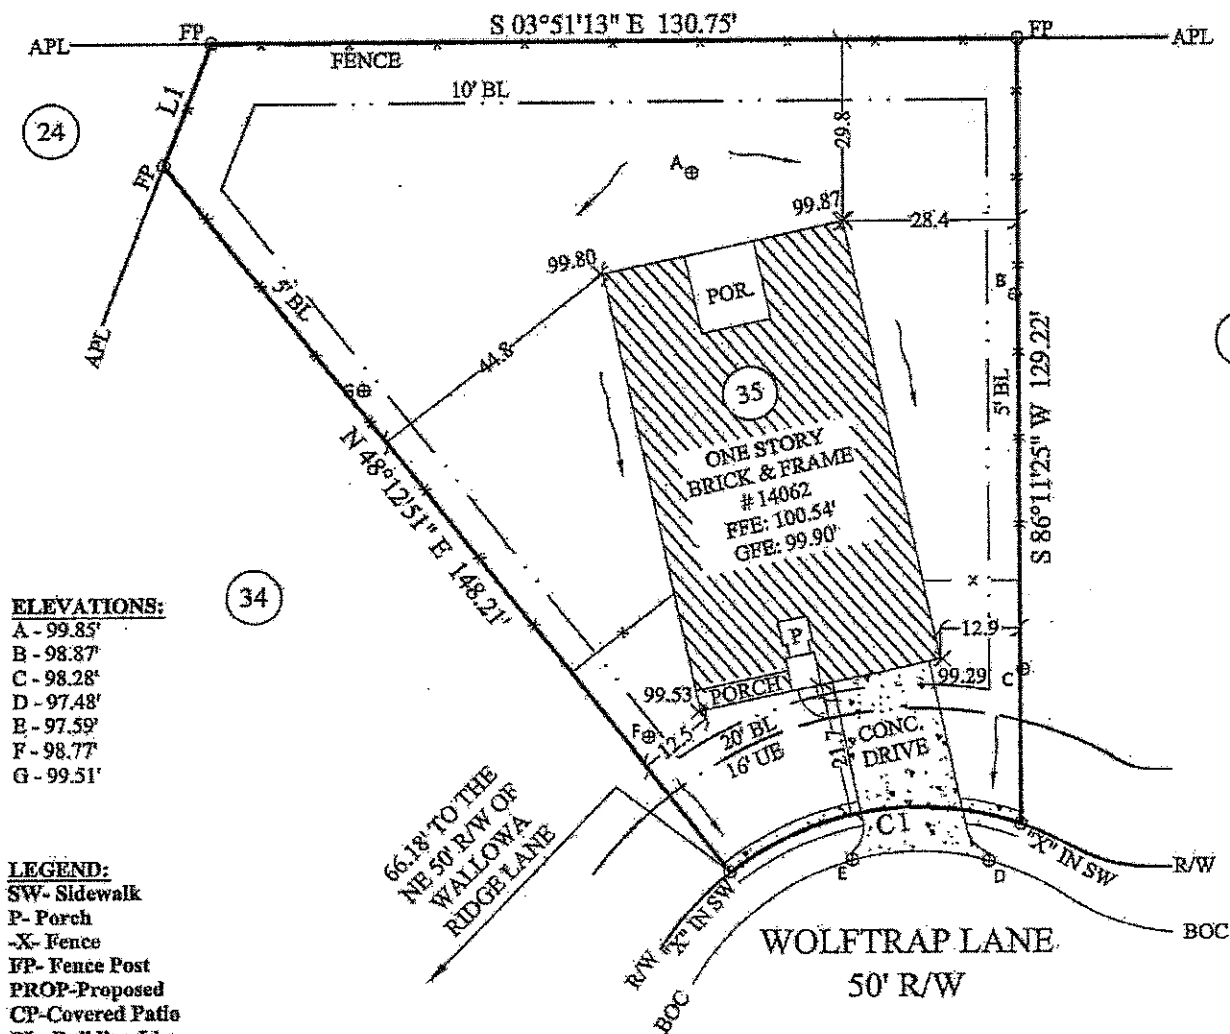 S 03°51'13" E 130.75'
APL
FP
FP
APL
FENCE
L1
10' BL
24
29.8
A
FP
99.87
28.4
99.80
B
POR.
5' BL
APL
44.8
G
35
5' BL
S 86°11'25" W 129.22'
N 48°12'51" E 148.21'
ONE STORY
BRICK & FRAME
# 14062
FFE: 100.54'
GFE: 99.90'
34
ELEVATIONS:
A - 99.85'
B - 98.87'
C - 98.28'
D - 97.48'
E - 97.59'
F - 98.77'
G - 99.51'
P
12.9
99.53
PORCH
99.29
C
F
12.5
20' BL
16' UE
21.7
CONC.
DRIVE
66.18' TO THE
NE 50' R/W OF
WALLOWA
RIDGE LANE
C1
"X" IN SW
R/W
E
D
LEGEND:
SW- Sidewalk
P- Porch
-X- Fence
FP- Fence Post
PROP-Proposed
CP-Covered Patio
R/W "X" IN SW
BOC
WOLFTRAP LANE
50' R/W
BOC